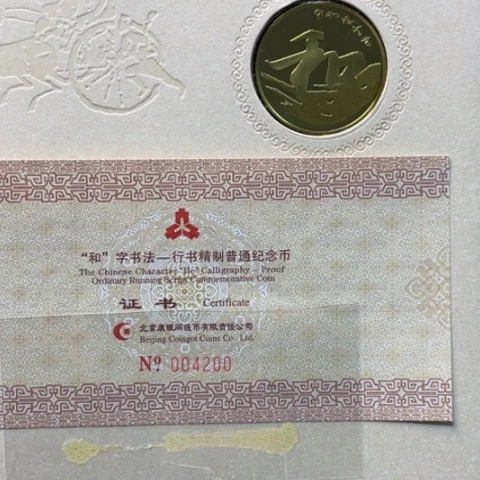 和
"和"字书法—行书精制普通纪念币
The Chinese Character "He" Calligraphy – Proof
Ordinary Running Script Commemorative Coin
证书 Certificate
北京康银阁钱币有限责任公司
Beijing Coingot Coins Co., Ltd.
Nº 004200